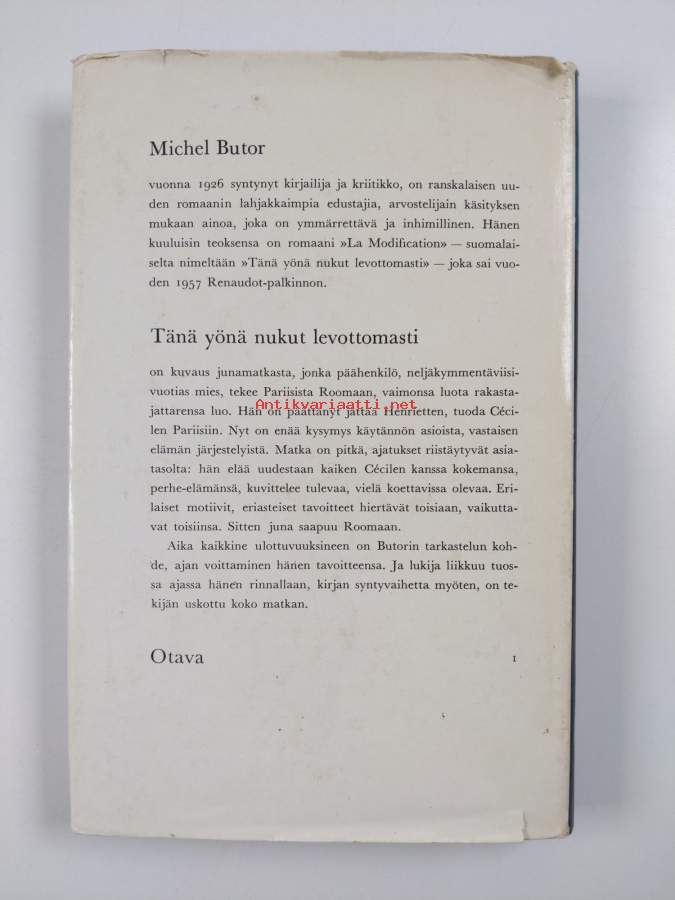 Michel Butor
vuonna 1926 syntynyt kirjailija ja kriitikko, on ranskalaisen uu-
den romaanin lahjakkaimpia edustajia, arvostelijain käsityksen
mukaan ainoa, joka on ymmärrettävä ja inhimillinen. Hänen
kuuluisin teoksensa on romaani »La Modification» — suomalai-
selta nimeltään »Tänä yönä nukut levottomasti» — joka sai vuo-
den 1957 Renaudot-palkinnon.
Tänä yönä nukut levottomasti
on kuvaus junamatkasta, jonka päähenkilö, neljäkymmentäviisi-
vuotias mies, tekee Pariisista Roomaan, vaimonsa luota rakasta-
jattarensa luo. Hän on päättänyt jättää Henrietten, tuoda Céci-
Antikvariaatti.net
len Pariisiin. Nyt on enää kysymys käytännön asioista, vastaisen
elämän järjestelyistä. Matka on pitkä, ajatukset riistäytyvät asia-
tasolta: hän elää uudestaan kaiken Cécilen kanssa kokemansa,
perhe-elämänsä, kuvittelee tulevaa, vielä koettavissa olevaa. Eri-
laiset motiivit, eriasteiset tavoitteet hiertävät toisiaan, vaikutta-
vat toisiinsa. Sitten juna saapuu Roomaan.
Aika kaikkine ulottuvuuksineen on Butorin tarkastelun koh-
de, ajan voittaminen hänen tavoitteensa. Ja lukija liikkuu tuos-
sa ajassa hänen rinnallaan, kirjan syntyvaihetta myöten, on te-
kijän uskottu koko matkan.
Otava 1